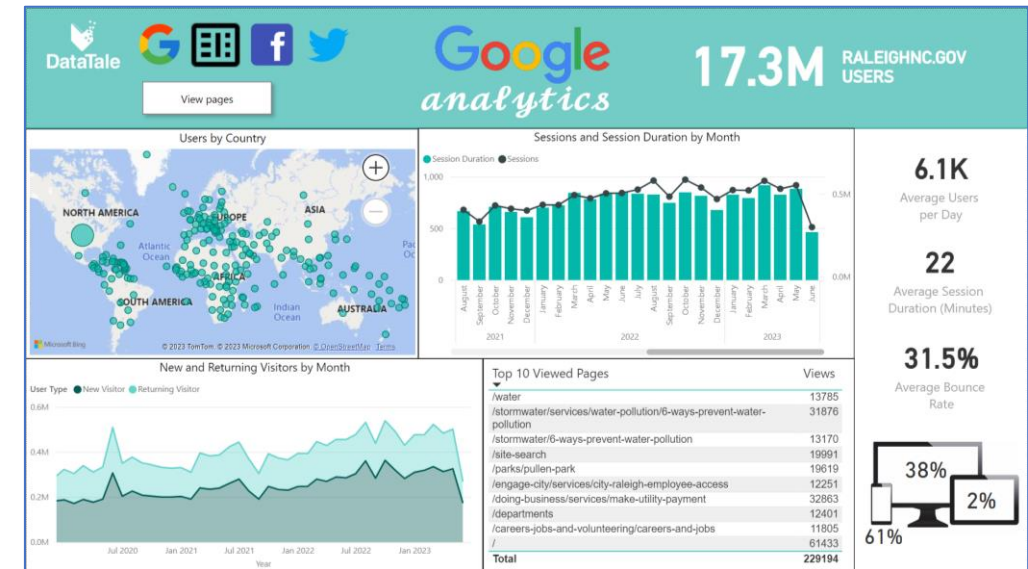 DataTale
View pages
Google
analytics
17.3M
RALEIGHNC.GOV
USERS
Users by Country
NORTH AMERICA
EUROPE
ASIA
Atlantic
Ocean
AFRICA
SOUTH AMERICA
Indian
Ocean
AUSTRALIA
Pac
Oc
Microsoft Bing
© 2023 TomTom, © 2023 Microsoft Corporation, © OpenStreetMap Terms
Sessions and Session Duration by Month
Session Duration Sessions
1,000
500
0
0.5M
0.0M
August
September
October
November
December
January
February
March
April
May
June
July
August
September
October
November
December
January
February
March
April
May
June
2021 2022 2023
6.1K
Average Users
per Day
22
Average Session
Duration (Minutes)
31.5%
Average Bounce
Rate
38%
2%
61%
New and Returning Visitors by Month
User Type New Visitor Returning Visitor
0.6M
0.4M
0.2M
0.0M
Jul 2020 Jan 2021 Jul 2021 Jan 2022 Jul 2022 Jan 2023
Year
Top 10 Viewed Pages Views
/water 13785
/stormwater/services/water-pollution/6-ways-prevent-water- 31876
pollution
/stormwater/6-ways-prevent-water-pollution 13170
/site-search 19991
/parks/pullen-park 19619
/engage-city/services/city-raleigh-employee-access 12251
/doing-business/services/make-utility-payment 32863
/departments 12401
/careers-jobs-and-volunteering/careers-and-jobs 11805
/ 61433
Total 229194